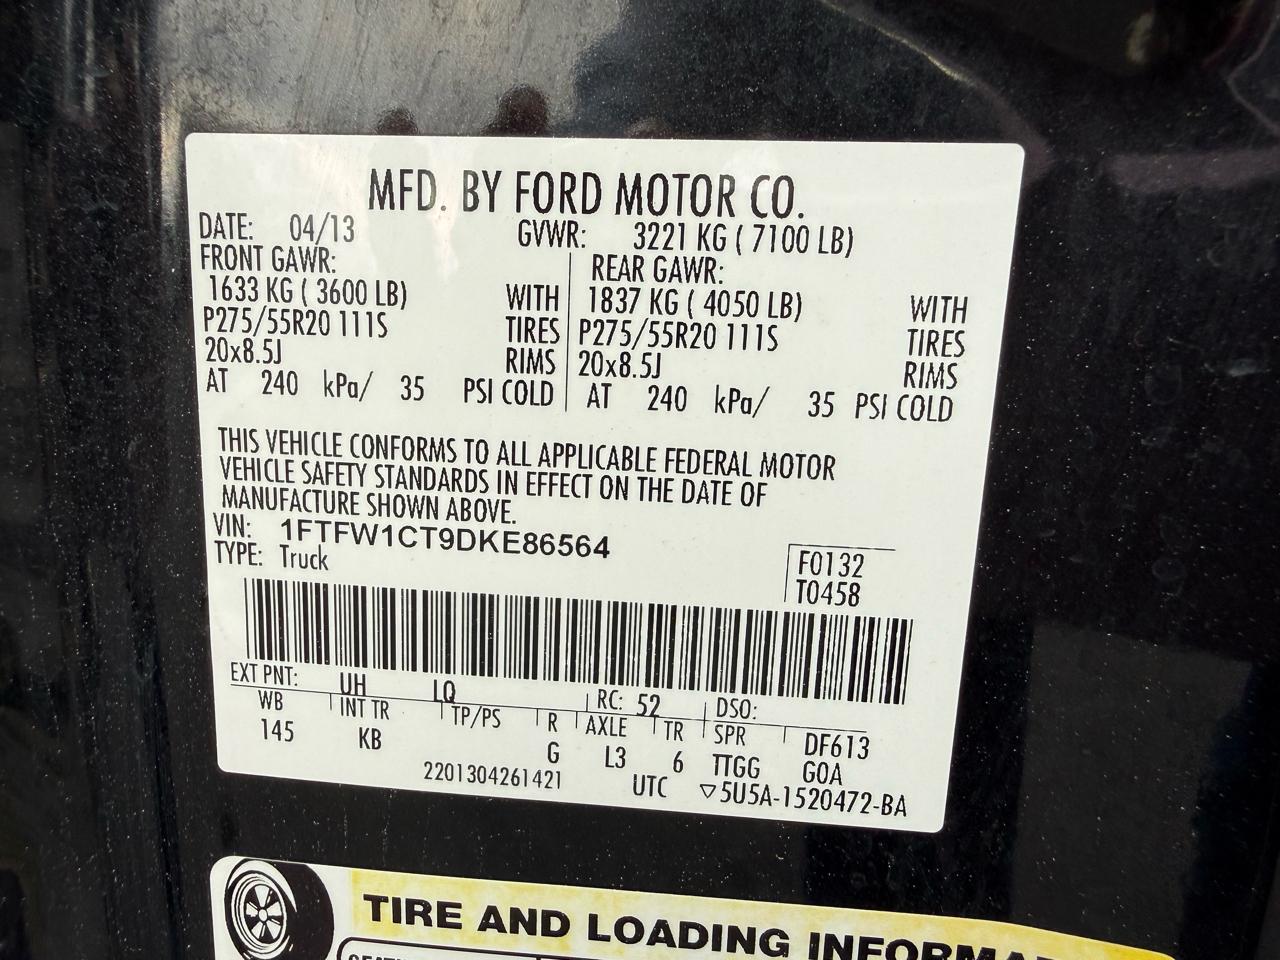 MFD. BY FORD MOTOR CO.
DATE: 04/13 GVWR: 3221 KG ( 7100 LB)
FRONT GAWR: REAR GAWR:
1633 KG ( 3600 LB) WITH 1837 KG ( 4050 LB) WITH
P275/55R20 111S TIRES P275/55R20 111S TIRES
20x8.5J RIMS 20x8.5J RIMS
AT 240 kPa/ 35 PSI COLD AT 240 kPa/ 35 PSI COLD
THIS VEHICLE CONFORMS TO ALL APPLICABLE FEDERAL MOTOR
VEHICLE SAFETY STANDARDS IN EFFECT ON THE DATE OF
MANUFACTURE SHOWN ABOVE.
VIN: 1FTFW1CT9DKE86564
TYPE: Truck
F0132
T0458
EXT PNT: UH LQ RC: 52 DSO:
WB INT TR TP/PS R AXLE TR SPR DF613
145 KB G L3 6 TTGG GOA
2201304261421 UTC ▽5U5A-1520472-BA
TIRE AND LOADING